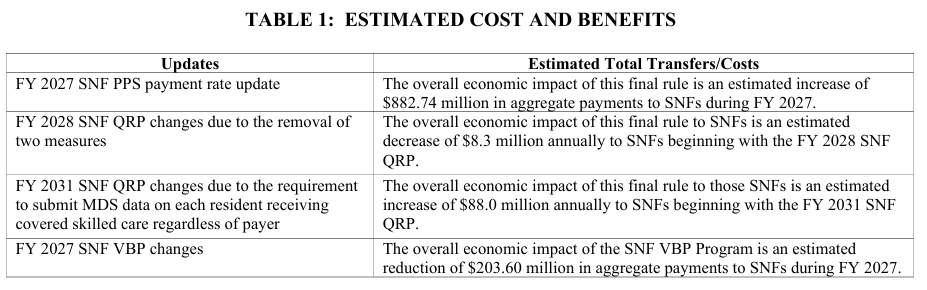 TABLE 1: ESTIMATED COST AND BENEFITS
Updates
Estimated Total Transfers/Costs
FY 2027 SNF PPS payment rate update
The overall economic impact of this final rule is an estimated increase of
$882.74 million in aggregate payments to SNFs during FY 2027.
FY 2028 SNF QRP changes due to the removal of
two measures
The overall economic impact of this final rule to SNFs is an estimated
decrease of $8.3 million annually to SNFs beginning with the FY 2028 SNF
QRP.
FY 2031 SNF QRP changes due to the requirement
to submit MDS data on each resident receiving
covered skilled care regardless of payer
The overall economic impact of this final rule to those SNFs is an estimated
increase of $88.0 million annually to SNFs beginning with the FY 2031 SNF
QRP.
FY 2027 SNF VBP changes
The overall economic impact of the SNF VBP Program is an estimated
reduction of $203.60 million in aggregate payments to SNFs during FY 2027.